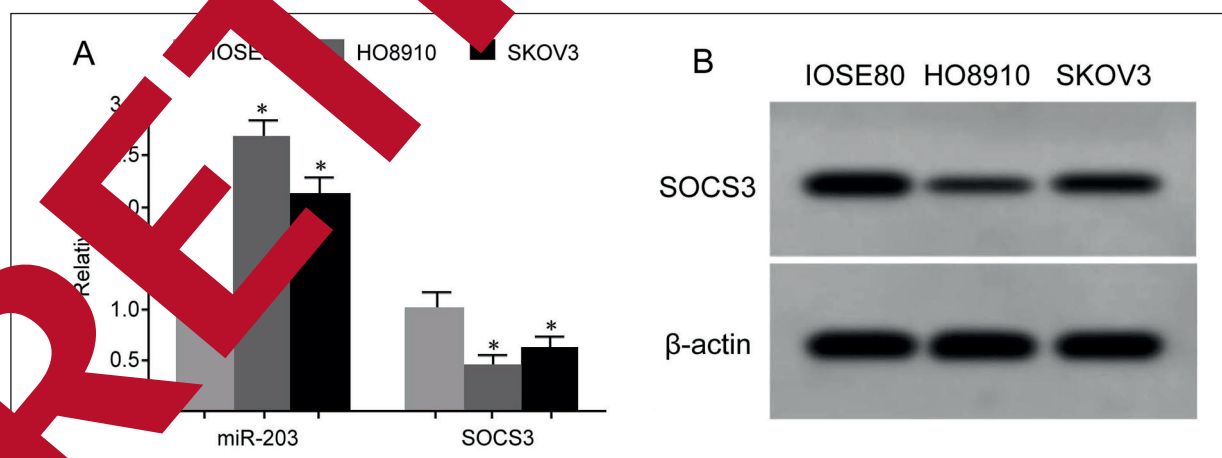 A
HO8910
SKOV3
*
*
1.0
0.5
*
*
miR-203
SOCS3
B
IOSE80 HO8910 SKOV3
SOCS3
β-actin